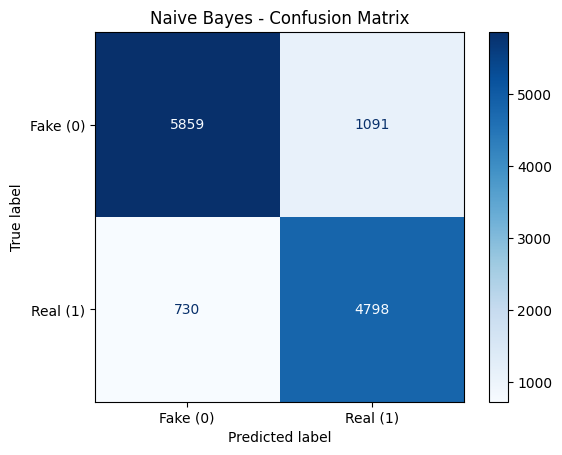 Naive Bayes - Confusion Matrix
Fake (0)
5859
1091
Real (1)
730
4798
Fake (0)
Real (1)
True label
Predicted label
5000
4000
3000
2000
1000